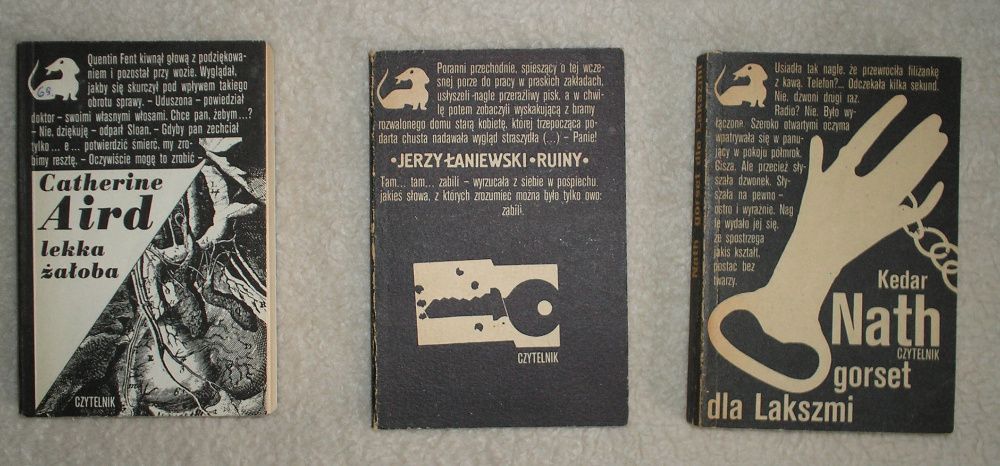 Quentin Fent kiwnął głową z podziękowa-
niem i pozostał przy wozie. Wyglądał,
jakby się skurczył pod wpływem takiego
obrotu sprawy. – Uduszona – powiedział
doktor – swoimi własnymi włosami. Chce pan, żebym...?
– Nie, dziękuję – odparł Sloan. – Gdyby pan zechciał
tylko ... e ... potwierdzić śmierć, my zro-
bimy resztę. – Oczywiście mogę to zrobić –
69.
Catherine
Aird
lekka
żałoba
CZYTELNIK
Poranni przechodnie, spieszący o tej wcze-
snej porze do pracy w praskich zakładach,
usłyszeli nagle przeraźliwy pisk, a w chwi-
lę potem zobaczyli wyskakującą z bramy
rozwalonego domu starą kobietę, której trzepocząca po-
darta chusta nadawała wygląd straszydła (...) – Panie!
•JERZY ŁANIEWSKI•RUINY•
Tam... tam... zabili – wyrzucała z siebie w pospiechu
jakieś słowa, z których zrozumieć można było tylko owo:
zabili.
CZYTELNIK
Nath gorset dla Lakszmi
Usiadła tak nagle, że przewróciła filiżankę
z kawą. Telefon?... Odczekała kilka sekund.
Nie, dzwoni drugi raz.
Radio? Nie. Było wy-
łączone. Szeroko otwartymi oczyma
wpatrywała się w panu-
jący w pokoju półmrok.
Cisza. Ale przecież sły-
szała dzwonek. Sły-
szała na pewno –
ostro i wyraźnie. Nag
le wydało jej się,
że spostrzega
jakiś kształt,
postać bez
twarzy.
Kedar
Nath
CZYTELNIK
gorset
dla Lakszmi